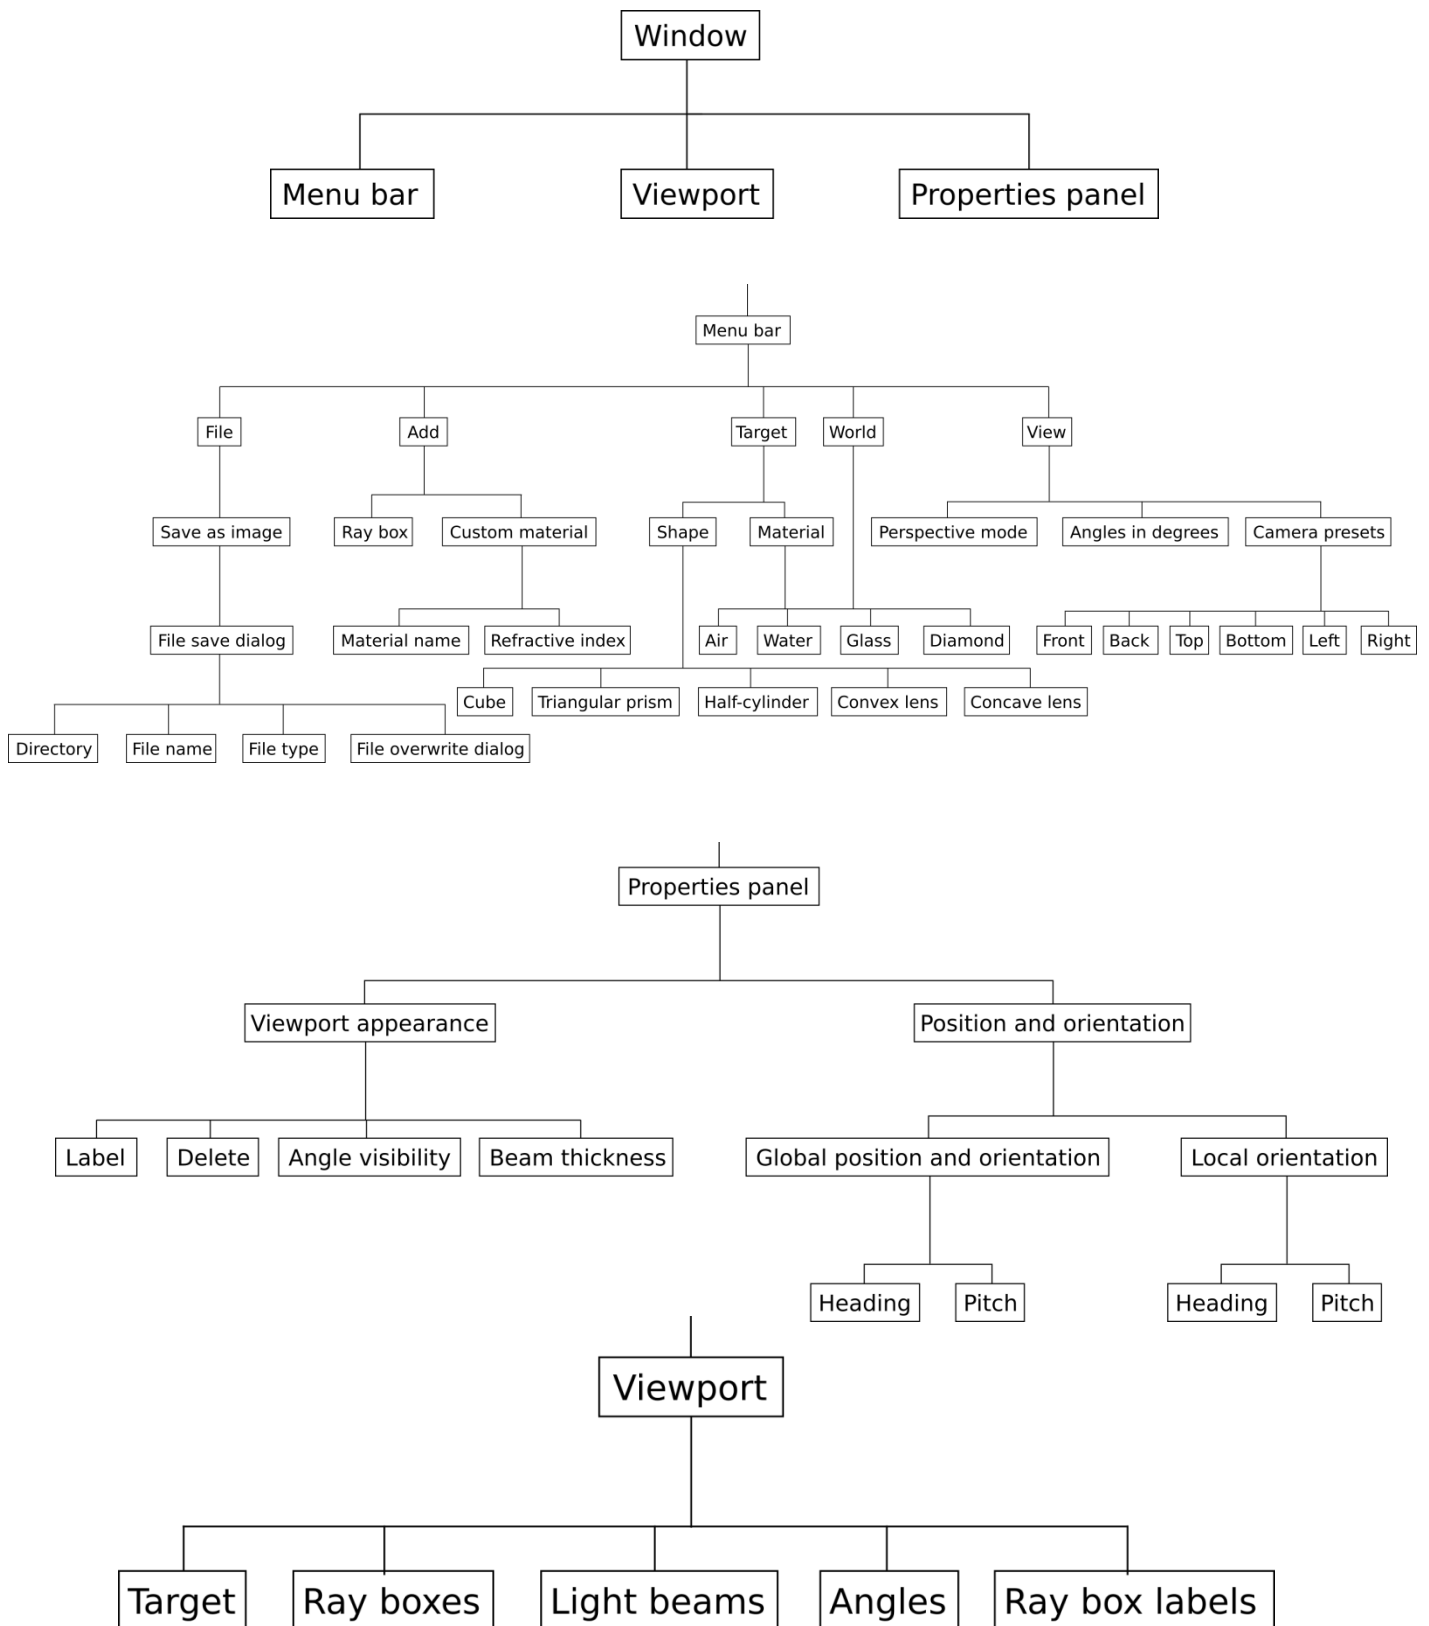 Window
Menu bar
Viewport
Properties panel
Menu bar
File
Add
Target
World
View
Save as image
Ray box
Custom material
Shape
Material
Perspective mode
Angles in degrees
Camera presets
File save dialog
Material name
Refractive index
Air
Water
Glass
Diamond
Front
Back
Top
Bottom
Left
Right
Cube
Triangular prism
Half-cylinder
Convex lens
Concave lens
Directory
File name
File type
File overwrite dialog
Properties panel
Viewport appearance
Position and orientation
Label
Delete
Angle visibility
Beam thickness
Global position and orientation
Local orientation
Heading
Pitch
Heading
Pitch
Viewport
Target
Ray boxes
Light beams
Angles
Ray box labels